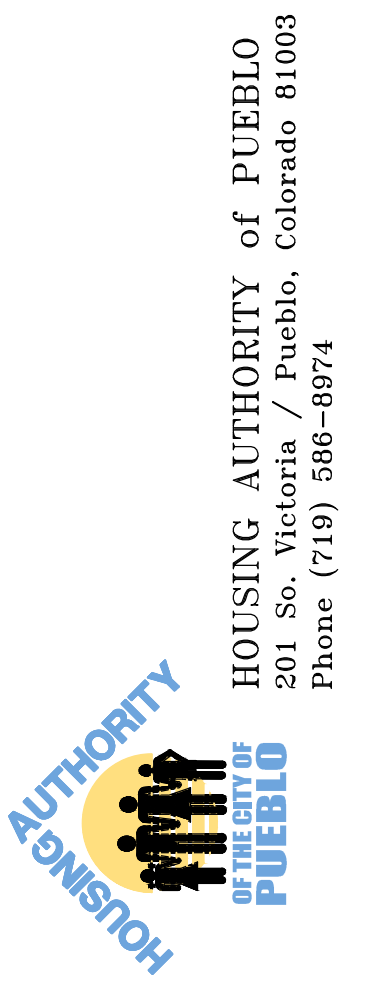 HOUSING AUTHORITY
OF THE CITY OF
PUEBLO
HOUSING AUTHORITY of PUEBLO
201 So. Victoria / Pueblo, Colorado 81003
Phone (719) 586-8974